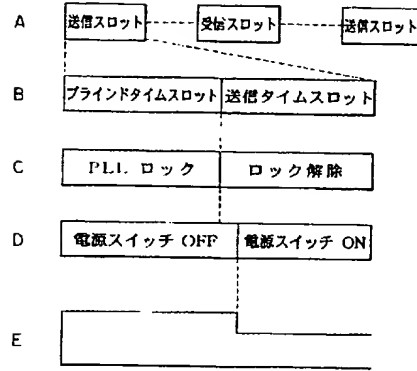 A 送信スロット 受信スロット 送信スロット
B ブラインドタイムスロット 送信タイムスロット
C PLL ロック ロック解除
D 電源スイッチ OFF 電源スイッチ ON
E